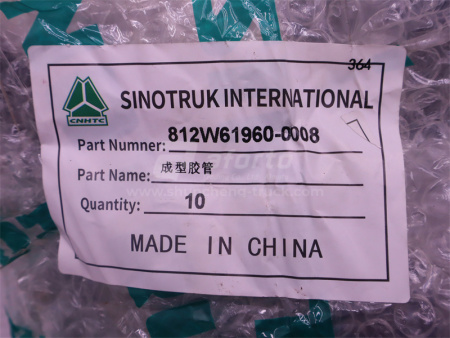 364
SINOTRUK INTERNATIONAL
CNHTC
Part Numner: 812W61960-0008
Part Name: 成型胶管
Quantity: 10
MADE IN CHINA